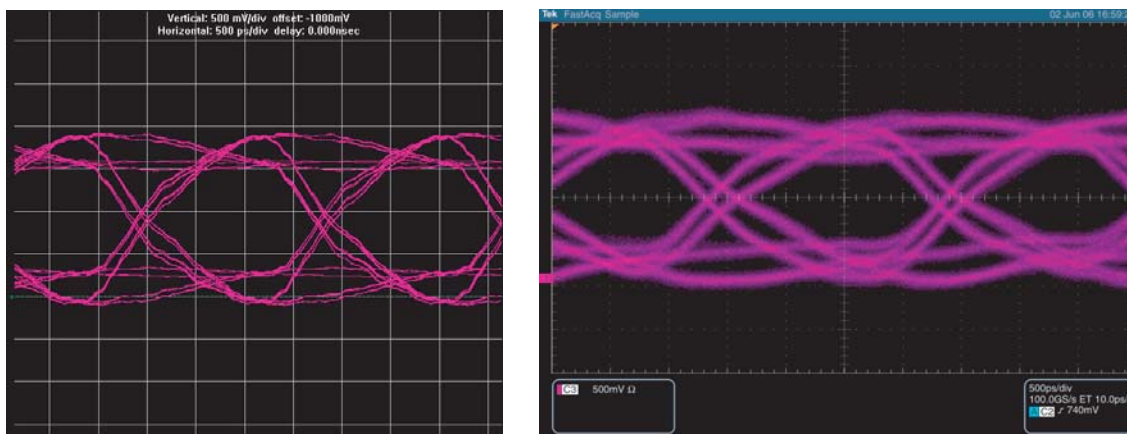 Vertical: 500 mV/div offset: -1000mV
Horizontal: 500 ps/div delay: 0.000nsec
Tek FastAcq Sample
02 Jun 06 16:59:2
C3 500mV Ω
500ps/div
100.0GS/s ET 10.0ps/
A C2 ƒ 740mV